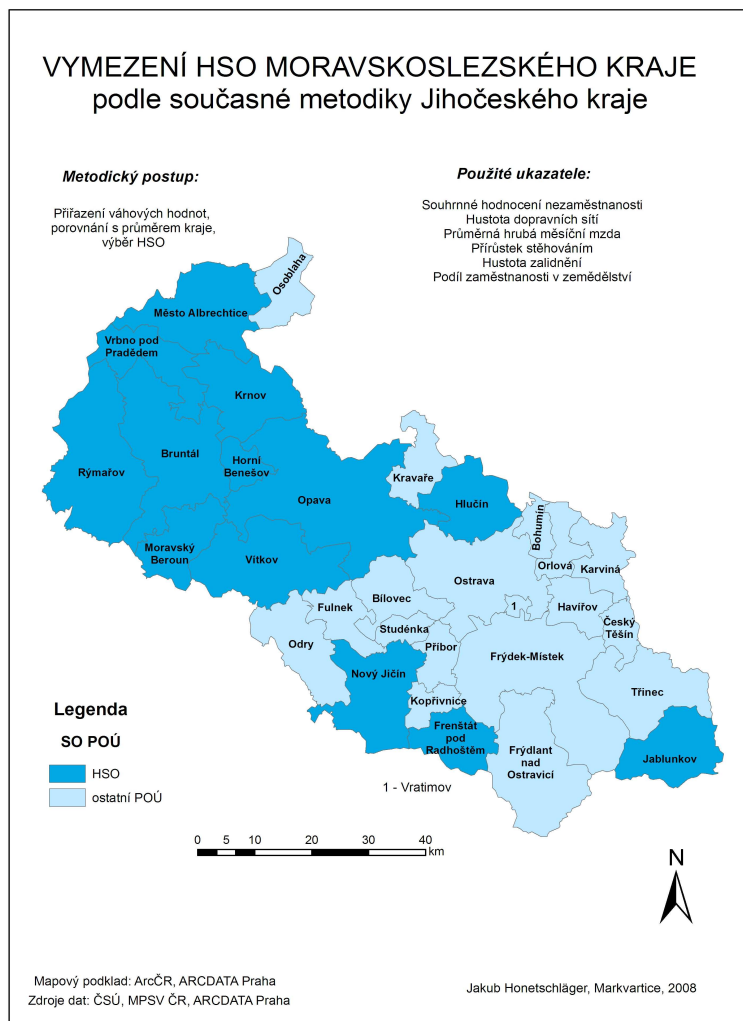 VYMEZENÍ HSO MORAVSKOSLEZSKÉHO KRAJE
podle současné metodiky Jihočeského kraje
Metodický postup:
Přiřazení váhových hodnot,
porovnání s průměrem kraje,
výběr HSO
Použité ukazatele:
Souhrnné hodnocení nezaměstnanosti
Hustota dopravních sítí
Průměrná hrubá měsíční mzda
Přírůstek stěhováním
Hustota zalidnění
Podíl zaměstnanosti v zemědělství
Osoblaha
Město Albrechtice
Vrbno pod
Pradědem
Krnov
Bruntál
Horní
Benešov
Rýmařov
Opava
Kravaře
Hlučín
Moravský
Beroun
Vítkov
Bohumín
Ostrava
Orlová
Karviná
Bílovec
Fulnek
1
Havířov
Studénka
Český
Těšín
Odry
Příbor
Frýdek-Místek
Nový Jičín
Třinec
Kopřivnice
Frenštát
pod
Radhoštěm
Frýdlant
nad
Ostravicí
Jablunkov
Legenda
SO POÚ
HSO
ostatní POÚ
1 - Vratimov
0 5 10 20 30 40
km
N
Mapový podklad: ArcČR, ARCDATA Praha
Zdroje dat: ČSÚ, MPSV ČR, ARCDATA Praha
Jakub Honetschläger, Markvartice, 2008